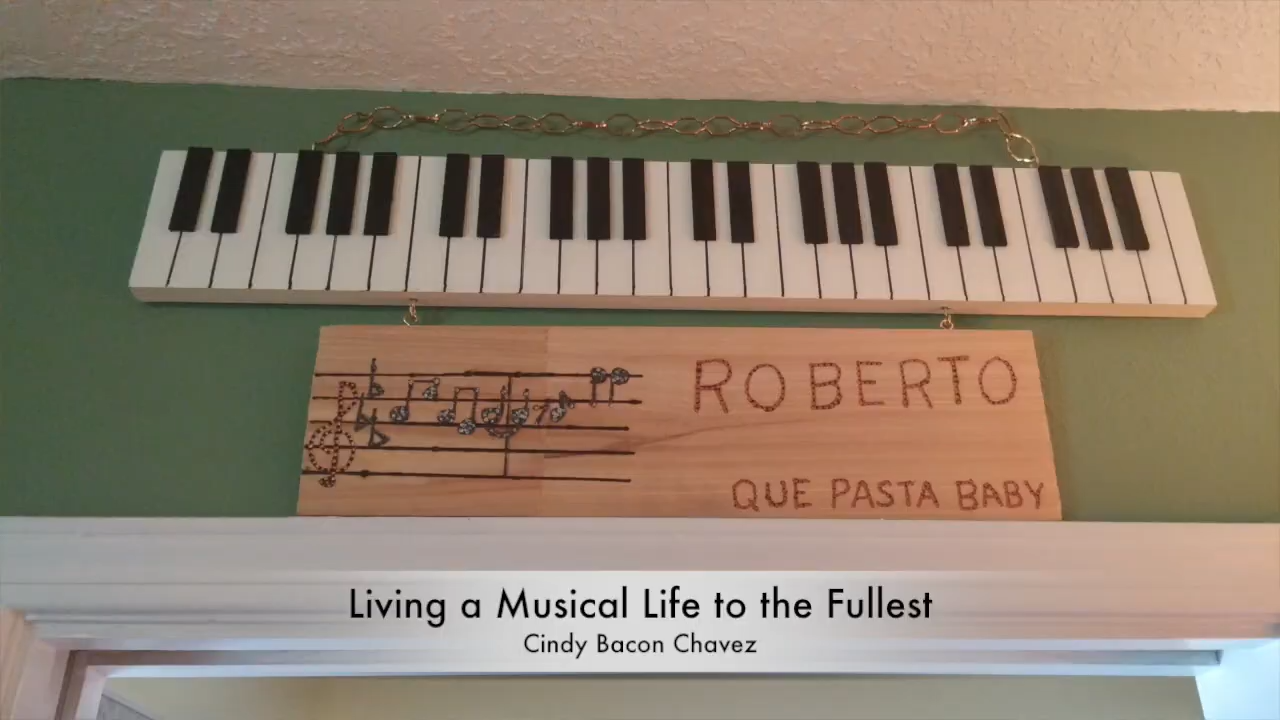 ROBERTO
QUE PASTA BABY
Living a Musical Life to the Fullest
Cindy Bacon Chavez